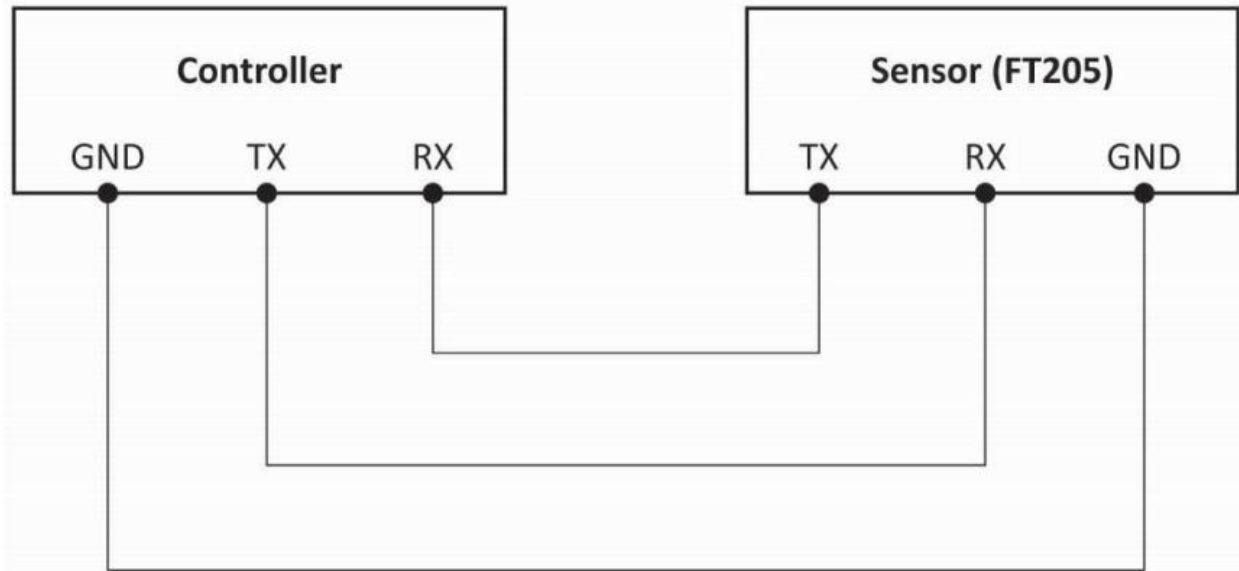 Controller
Sensor (FT205)
GND TX RX
TX RX GND